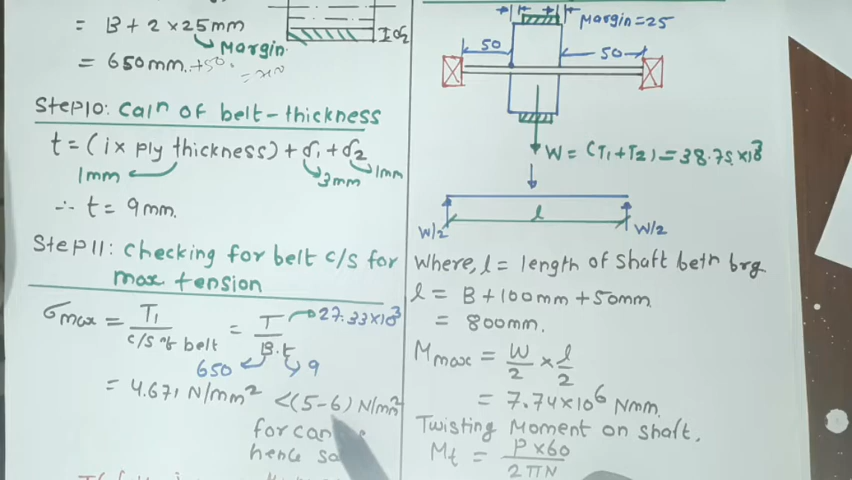 = B + 2 × 25mm
Margin.
= 650mm. +50.
Step10: Calⁿ of belt-thickness
t = (i × ply thickness) + σ1 + σ2
1mm 3mm 1mm
∴ t = 9mm.
Step11: Checking for belt c/s for
max tension
σmax = T1 / c/s of belt = T / B.t 27.33×10³
650 9
= 4.671 N/mm² < (5-6) N/mm²
for
hence
Margin=25
50 50
W = (T1+T2) = 38.75×10³
l
W/2 W/2
Where, l = length of shaft betn brg
l = B + 100mm + 50mm
= 800mm.
Mmax = W/2 × l/2
= 7.74×10⁶ Nmm.
Twisting Moment on shaft.
Mt = P×60 / 2πN